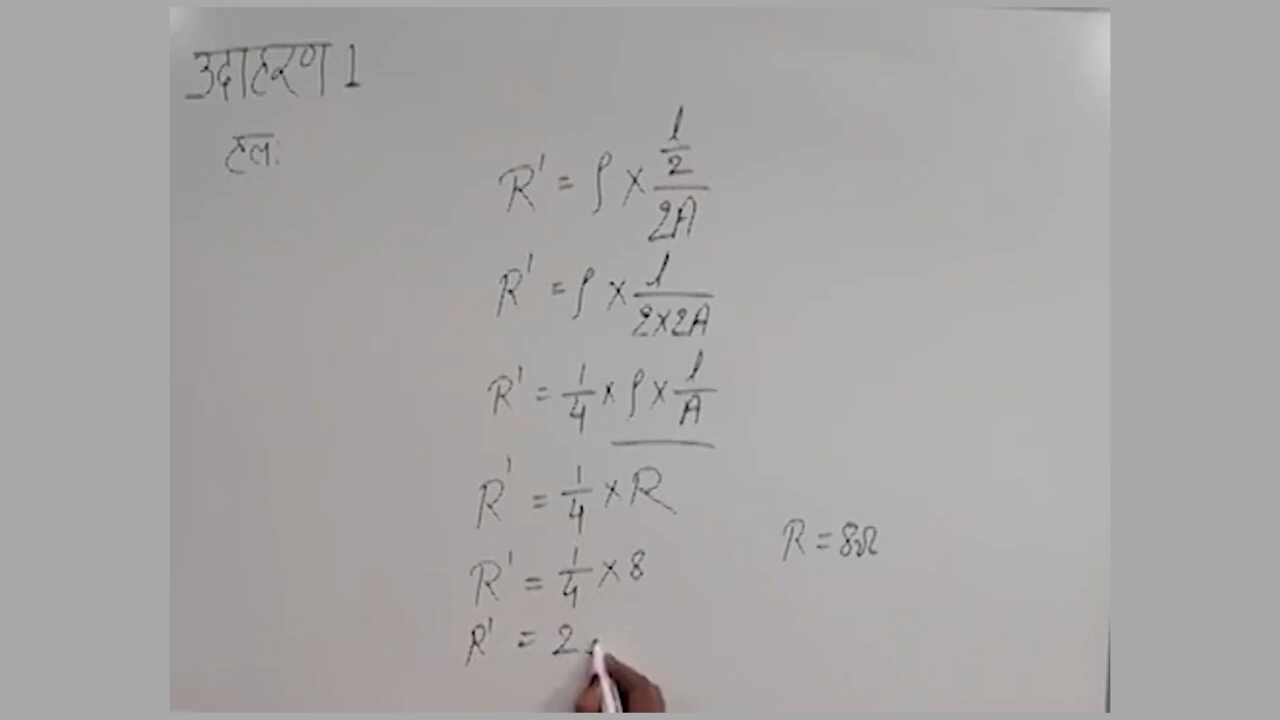 उदाहरण 1
हल:
R' = ρ × (l/2)/(2A)
R' = ρ × l/(2×2A)
R' = 1/4 × ρ × l/A
R' = 1/4 × R
R = 8Ω
R' = 1/4 × 8
R' = 2